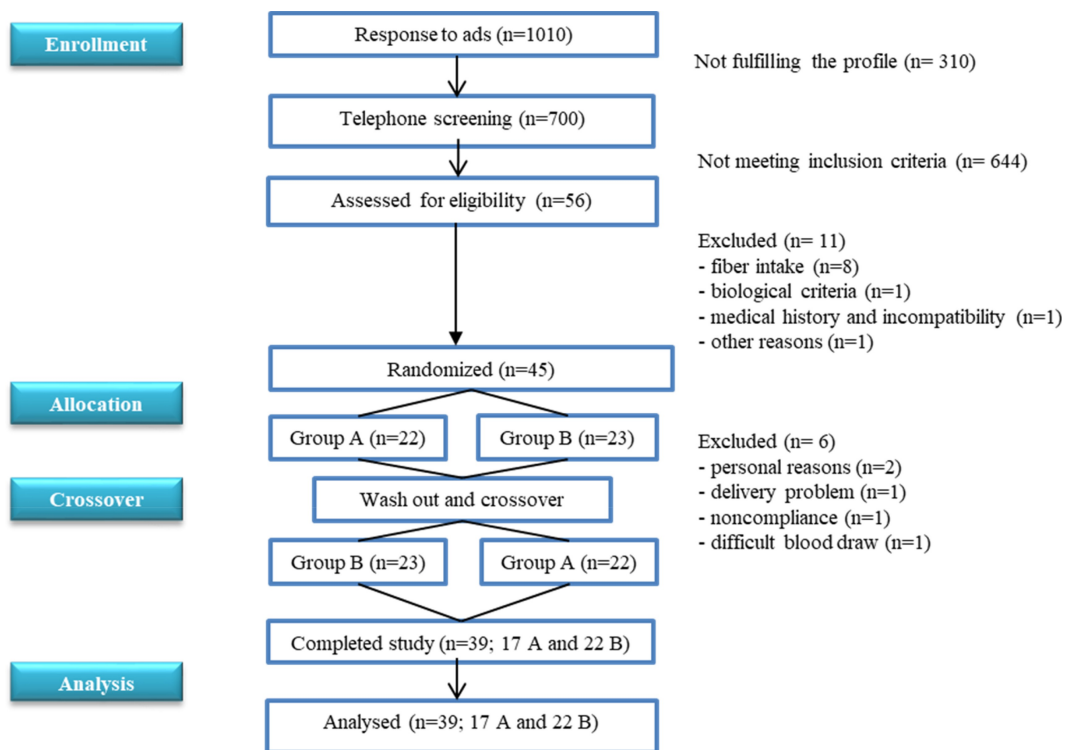 Enrollment
Response to ads (n=1010)
Not fulfilling the profile (n= 310)
Telephone screening (n=700)
Not meeting inclusion criteria (n= 644)
Assessed for eligibility (n=56)
Excluded (n= 11)
- fiber intake (n=8)
- biological criteria (n=1)
- medical history and incompatibility (n=1)
- other reasons (n=1)
Randomized (n=45)
Allocation
Group A (n=22)
Group B (n=23)
Excluded (n= 6)
- personal reasons (n=2)
- delivery problem (n=1)
- noncompliance (n=1)
- difficult blood draw (n=1)
Crossover
Wash out and crossover
Group B (n=23)
Group A (n=22)
Completed study (n=39; 17 A and 22 B)
Analysis
Analysed (n=39; 17 A and 22 B)